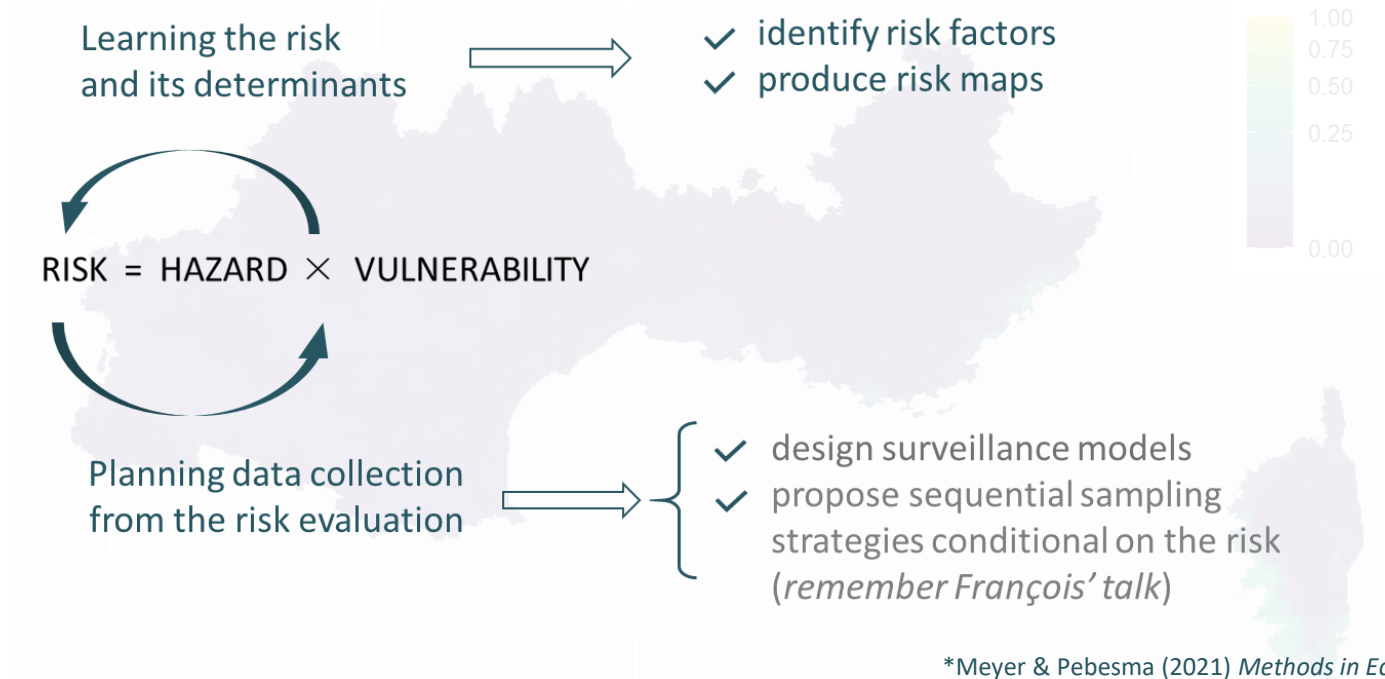 Learning the risk
and its determinants
✓ identify risk factors
✓ produce risk maps
1.00
0.75
0.50
0.25
0.00
RISK = HAZARD × VULNERABILITY
Planning data collection
from the risk evaluation
✓ design surveillance models
✓ propose sequential sampling
strategies conditional on the risk
(remember François’ talk)
*Meyer & Pebesma (2021) Methods in